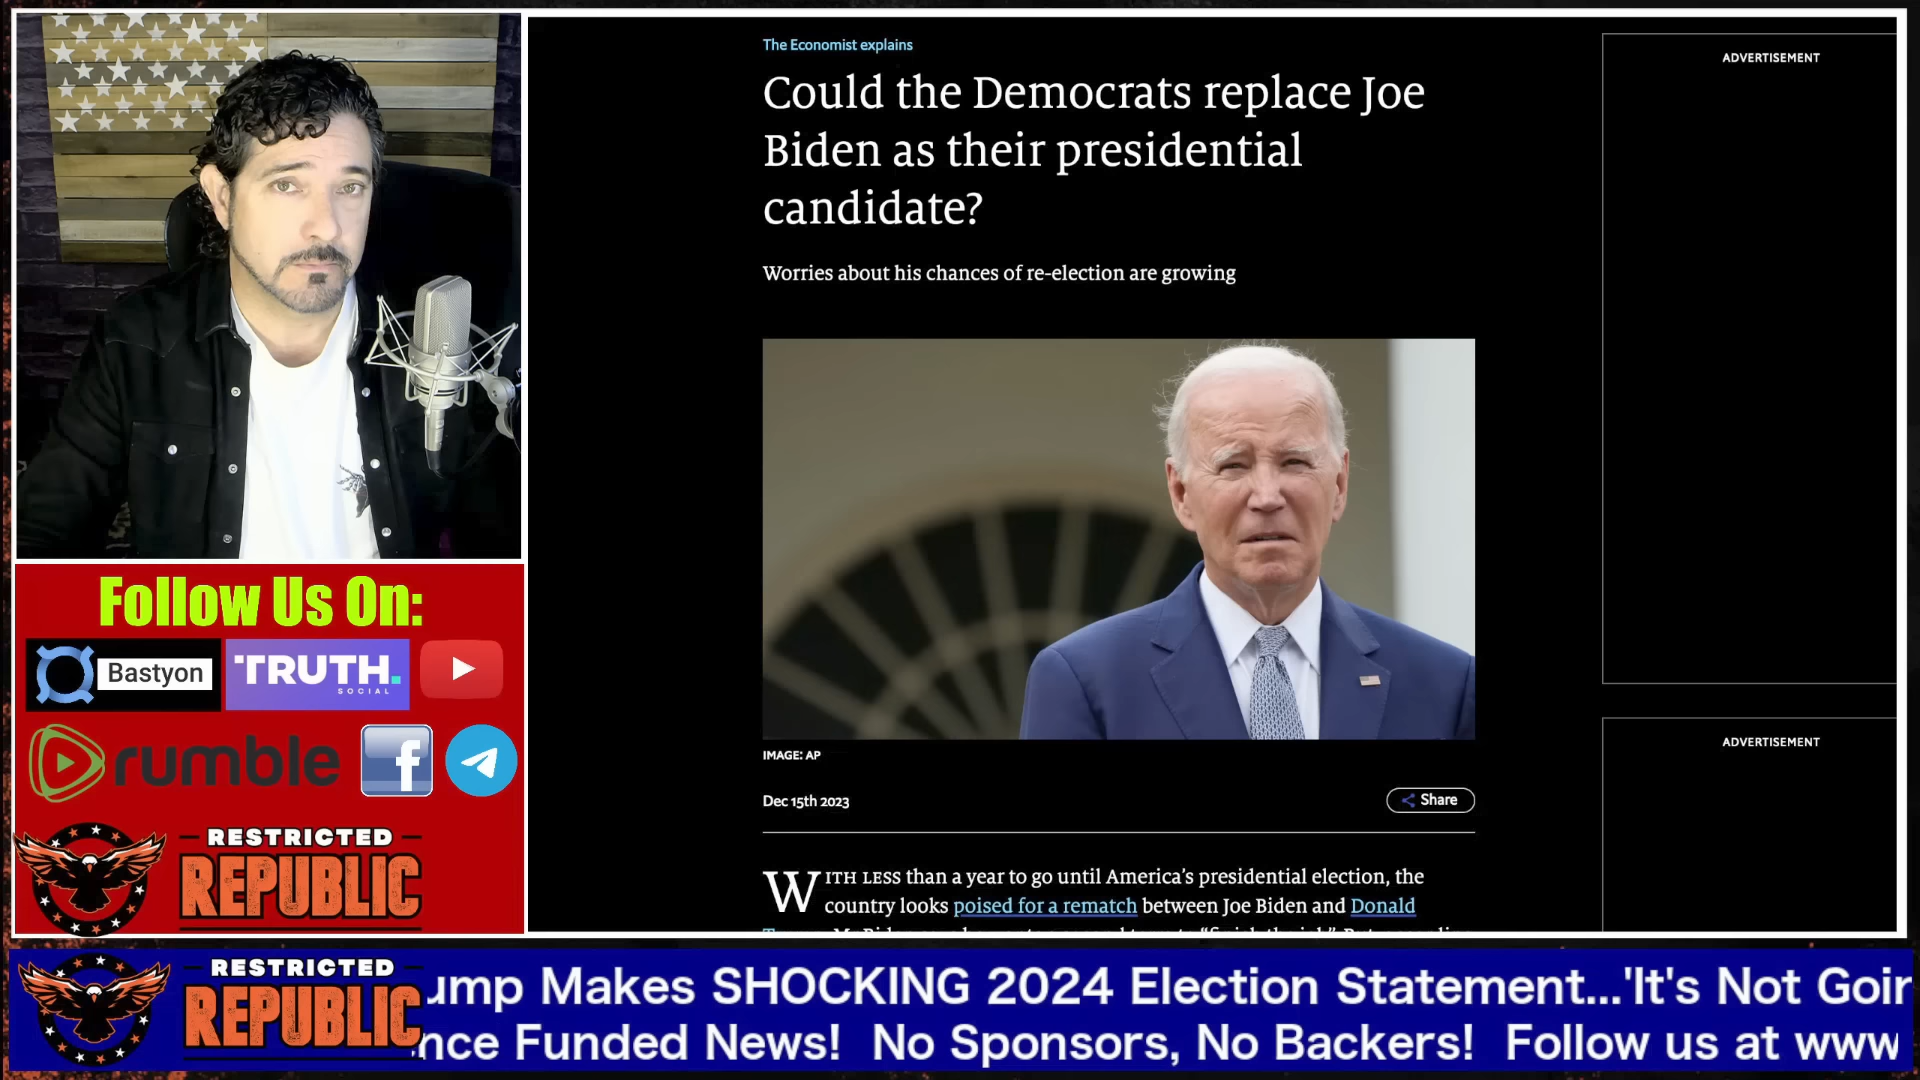 The Economist explains
Could the Democrats replace Joe
Biden as their presidential
candidate?
Worries about his chances of re-election are growing
IMAGE: AP
Dec 15th 2023
Share
WITH LESS than a year to go until America's presidential election, the
country looks poised for a rematch between Joe Biden and Donald
ADVERTISEMENT
ADVERTISEMENT
Follow Us On:
Bastyon
TRUTH.
SOCIAL
rumble
f
RESTRICTED
REPUBLIC
RESTRICTED
REPUBLIC
ump Makes SHOCKING 2024 Election Statement...'It's Not Goin
nce Funded News! No Sponsors, No Backers! Follow us at www